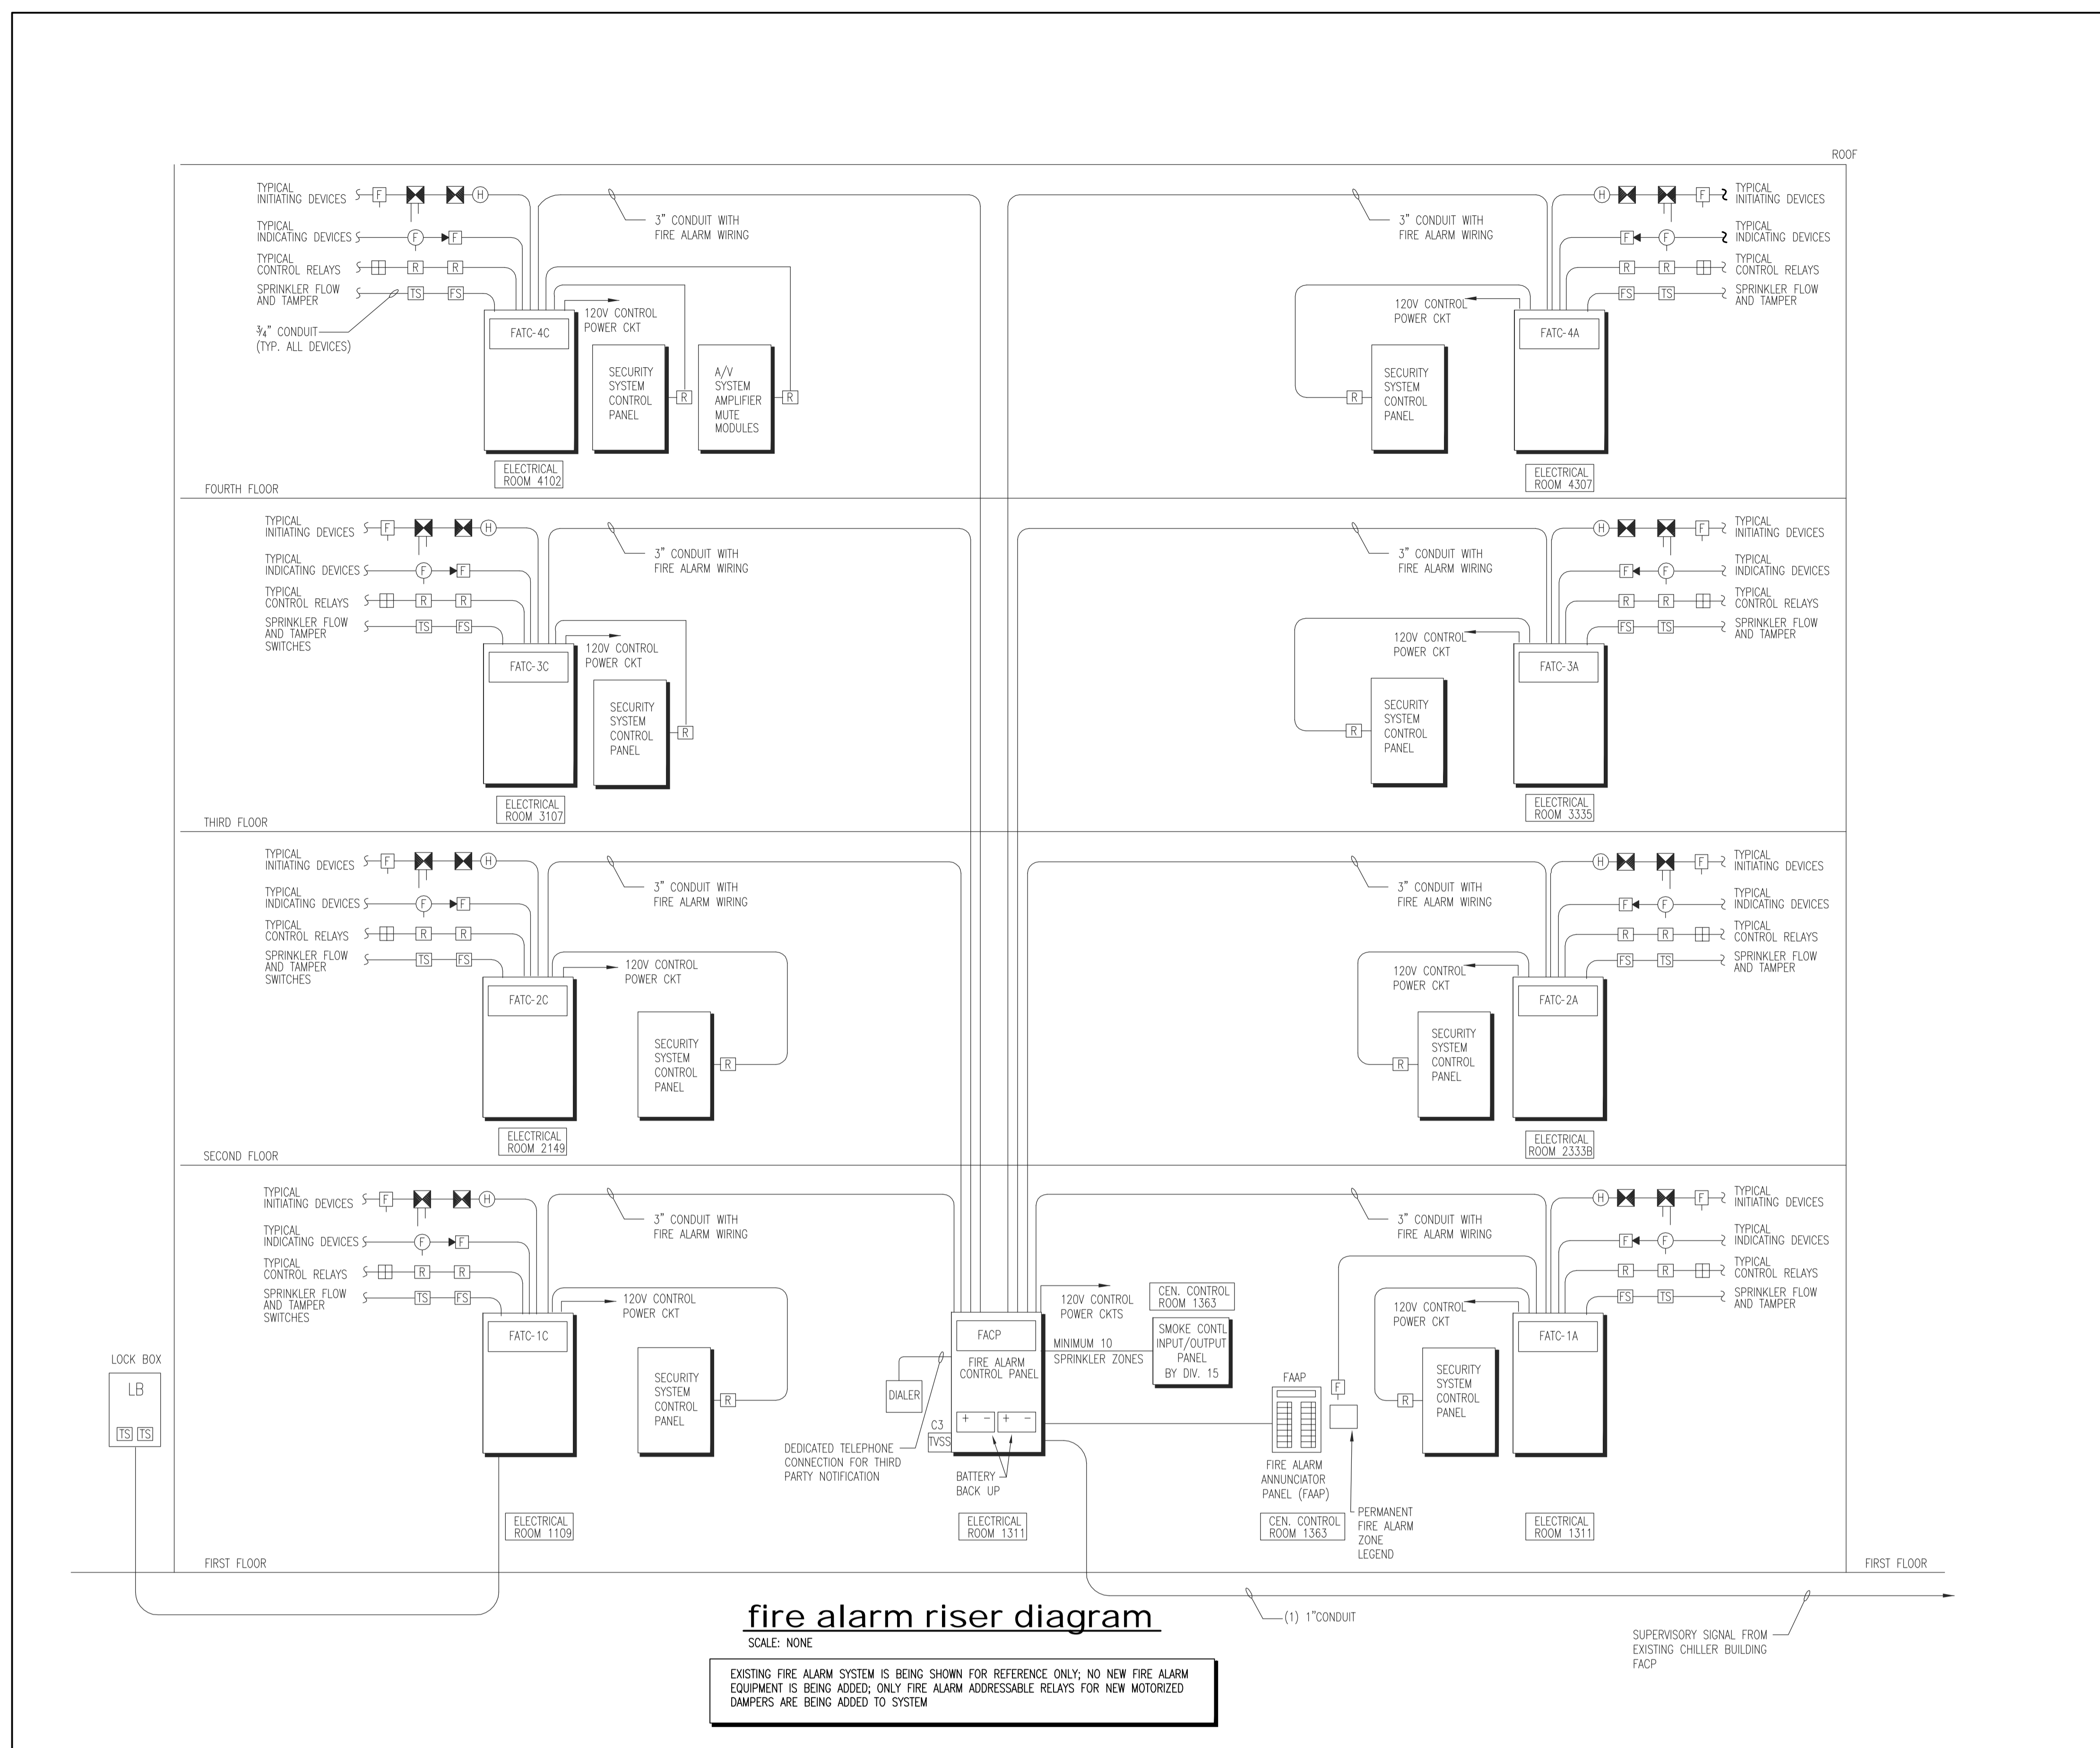 ROOF
TYPICAL
INITIATING DEVICES
F
H
TYPICAL
INDICATING DEVICES
F
F
TYPICAL
CONTROL RELAYS
R
R
SPRINKLER FLOW
AND TAMPER
TS
FS
¾" CONDUIT
(TYP. ALL DEVICES)
3" CONDUIT WITH
FIRE ALARM WIRING
120V CONTROL
POWER CKT
FATC-4C
SECURITY
SYSTEM
CONTROL
PANEL
R
A/V
SYSTEM
AMPLIFIER
MUTE
MODULES
R
ELECTRICAL
ROOM 4102
FOURTH FLOOR
3" CONDUIT WITH
FIRE ALARM WIRING
H
F
TYPICAL
INITIATING DEVICES
F
F
TYPICAL
INDICATING DEVICES
R
R
TYPICAL
CONTROL RELAYS
FS
TS
SPRINKLER FLOW
AND TAMPER
120V CONTROL
POWER CKT
FATC-4A
SECURITY
SYSTEM
CONTROL
PANEL
R
ELECTRICAL
ROOM 4307
TYPICAL
INITIATING DEVICES
F
H
TYPICAL
INDICATING DEVICES
F
F
TYPICAL
CONTROL RELAYS
R
R
SPRINKLER FLOW
AND TAMPER
SWITCHES
TS
FS
3" CONDUIT WITH
FIRE ALARM WIRING
120V CONTROL
POWER CKT
FATC-3C
SECURITY
SYSTEM
CONTROL
PANEL
R
ELECTRICAL
ROOM 3107
THIRD FLOOR
3" CONDUIT WITH
FIRE ALARM WIRING
H
F
TYPICAL
INITIATING DEVICES
F
F
TYPICAL
INDICATING DEVICES
R
R
TYPICAL
CONTROL RELAYS
FS
TS
SPRINKLER FLOW
AND TAMPER
120V CONTROL
POWER CKT
FATC-3A
SECURITY
SYSTEM
CONTROL
PANEL
R
ELECTRICAL
ROOM 3335
TYPICAL
INITIATING DEVICES
F
H
TYPICAL
INDICATING DEVICES
F
F
TYPICAL
CONTROL RELAYS
R
R
SPRINKLER FLOW
AND TAMPER
SWITCHES
TS
FS
3" CONDUIT WITH
FIRE ALARM WIRING
120V CONTROL
POWER CKT
FATC-2C
SECURITY
SYSTEM
CONTROL
PANEL
R
ELECTRICAL
ROOM 2149
SECOND FLOOR
3" CONDUIT WITH
FIRE ALARM WIRING
H
F
TYPICAL
INITIATING DEVICES
F
F
TYPICAL
INDICATING DEVICES
R
R
TYPICAL
CONTROL RELAYS
FS
TS
SPRINKLER FLOW
AND TAMPER
120V CONTROL
POWER CKT
FATC-2A
SECURITY
SYSTEM
CONTROL
PANEL
R
ELECTRICAL
ROOM 2333B
TYPICAL
INITIATING DEVICES
F
H
TYPICAL
INDICATING DEVICES
F
F
TYPICAL
CONTROL RELAYS
R
R
SPRINKLER FLOW
AND TAMPER
SWITCHES
TS
FS
3" CONDUIT WITH
FIRE ALARM WIRING
120V CONTROL
POWER CKT
FATC-1C
SECURITY
SYSTEM
CONTROL
PANEL
R
LOCK BOX
LB
TS TS
ELECTRICAL
ROOM 1109
FIRST FLOOR
FACP
FIRE ALARM
CONTROL PANEL
+ - + -
DIALER
C3
TVSS
DEDICATED TELEPHONE
CONNECTION FOR THIRD
PARTY NOTIFICATION
BATTERY
BACK UP
ELECTRICAL
ROOM 1311
120V CONTROL
POWER CKTS
MINIMUM 10
SPRINKLER ZONES
CEN. CONTROL
ROOM 1363
SMOKE CONTL
INPUT/OUTPUT
PANEL
BY DIV. 15
3" CONDUIT WITH
FIRE ALARM WIRING
H
F
TYPICAL
INITIATING DEVICES
F
F
TYPICAL
INDICATING DEVICES
R
R
TYPICAL
CONTROL RELAYS
FS
TS
SPRINKLER FLOW
AND TAMPER
120V CONTROL
POWER CKT
FATC-1A
SECURITY
SYSTEM
CONTROL
PANEL
R
FAAP
F
FIRE ALARM
ANNUNCIATOR
PANEL (FAAP)
CEN. CONTROL
ROOM 1363
PERMANENT
FIRE ALARM
ZONE
LEGEND
ELECTRICAL
ROOM 1311
FIRST FLOOR
(1) 1"CONDUIT
SUPERVISORY SIGNAL FROM
EXISTING CHILLER BUILDING
FACP
fire alarm riser diagram
SCALE: NONE
EXISTING FIRE ALARM SYSTEM IS BEING SHOWN FOR REFERENCE ONLY; NO NEW FIRE ALARM
EQUIPMENT IS BEING ADDED; ONLY FIRE ALARM ADDRESSABLE RELAYS FOR NEW MOTORIZED
DAMPERS ARE BEING ADDED TO SYSTEM